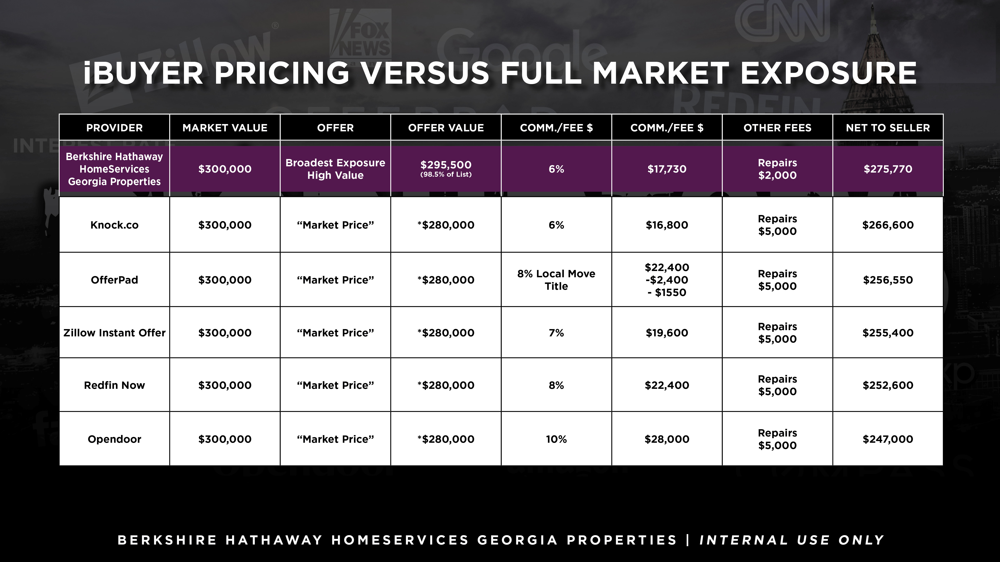 Zillow®
FOX
NEWS
Google
CNN
iBUYER PRICING VERSUS FULL MARKET EXPOSURE
REDFIN
PROVIDER MARKET VALUE OFFER OFFER VALUE COMM./FEE $ COMM./FEE $ OTHER FEES NET TO SELLER
Berkshire Hathaway
HomeServices
Georgia Properties
$300,000
Broadest Exposure
High Value
$295,500
(98.5% of List)
6%
$17,730
Repairs
$2,000
$275,770
Knock.co
$300,000
“Market Price”
*$280,000
6%
$16,800
Repairs
$5,000
$266,600
OfferPad
$300,000
“Market Price”
*$280,000
8% Local Move
Title
$22,400
-$2,400
- $1550
Repairs
$5,000
$256,550
Zillow Instant Offer
$300,000
“Market Price”
*$280,000
7%
$19,600
Repairs
$5,000
$255,400
Redfin Now
$300,000
“Market Price”
*$280,000
8%
$22,400
Repairs
$5,000
$252,600
Opendoor
$300,000
“Market Price”
*$280,000
10%
$28,000
Repairs
$5,000
$247,000
BERKSHIRE HATHAWAY HOMESERVICES GEORGIA PROPERTIES | INTERNAL USE ONLY